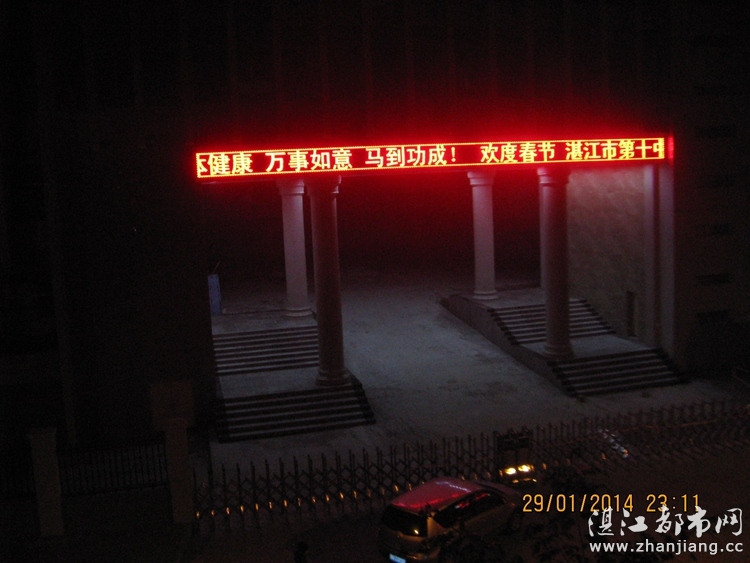 健康 万事如意 马到功成！ 欢度春节 湛江市第十
29/01/2014 23:11
湛江都市网
www.zhanjiang.cc